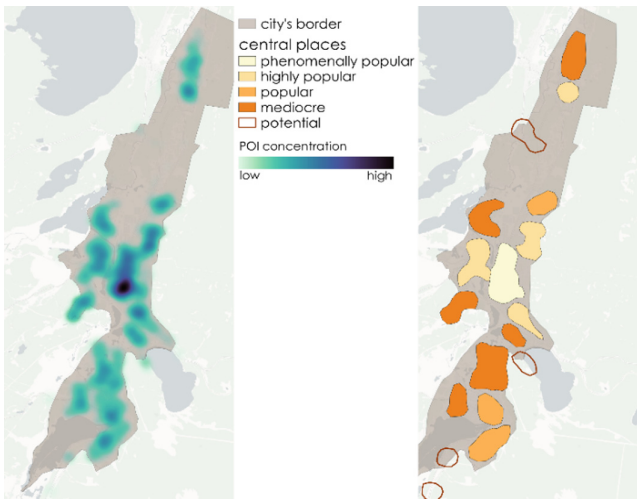 city's border
central places
phenomenally popular
highly popular
popular
mediocre
potential
POI concentration
low high